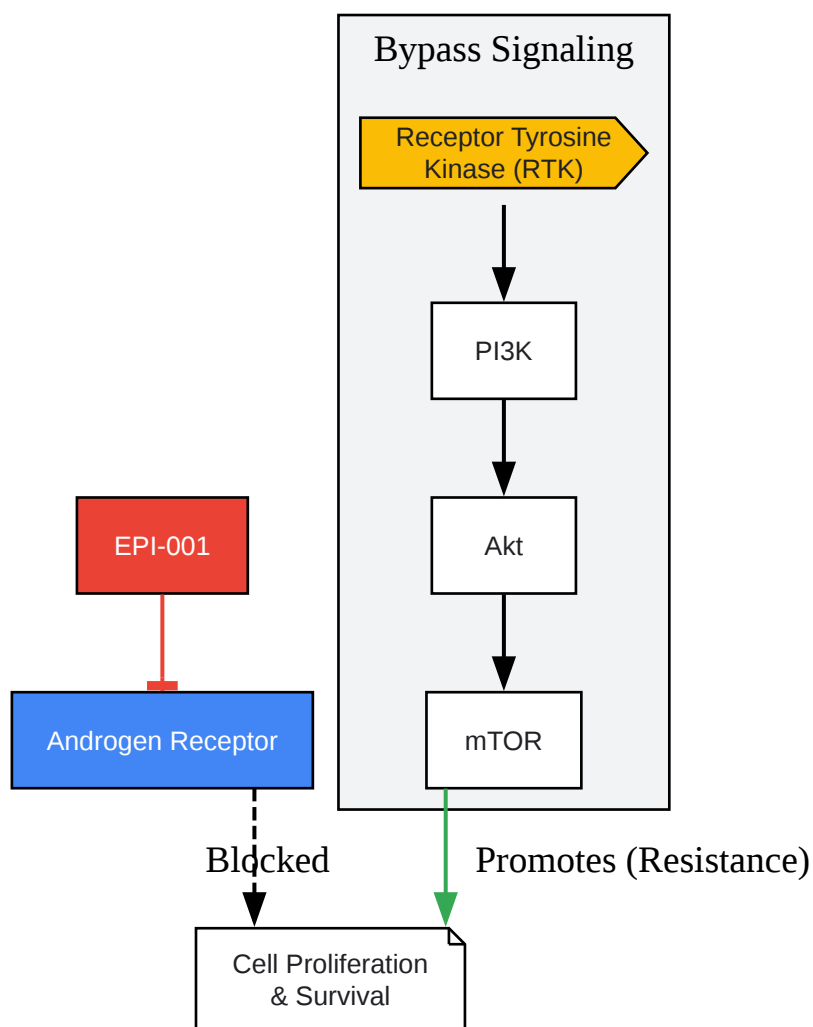 Bypass Signaling
Receptor Tyrosine
Kinase (RTK)
PI3K
EPI-001
Akt
Androgen Receptor
mTOR
Blocked
Promotes (Resistance)
Cell Proliferation
& Survival